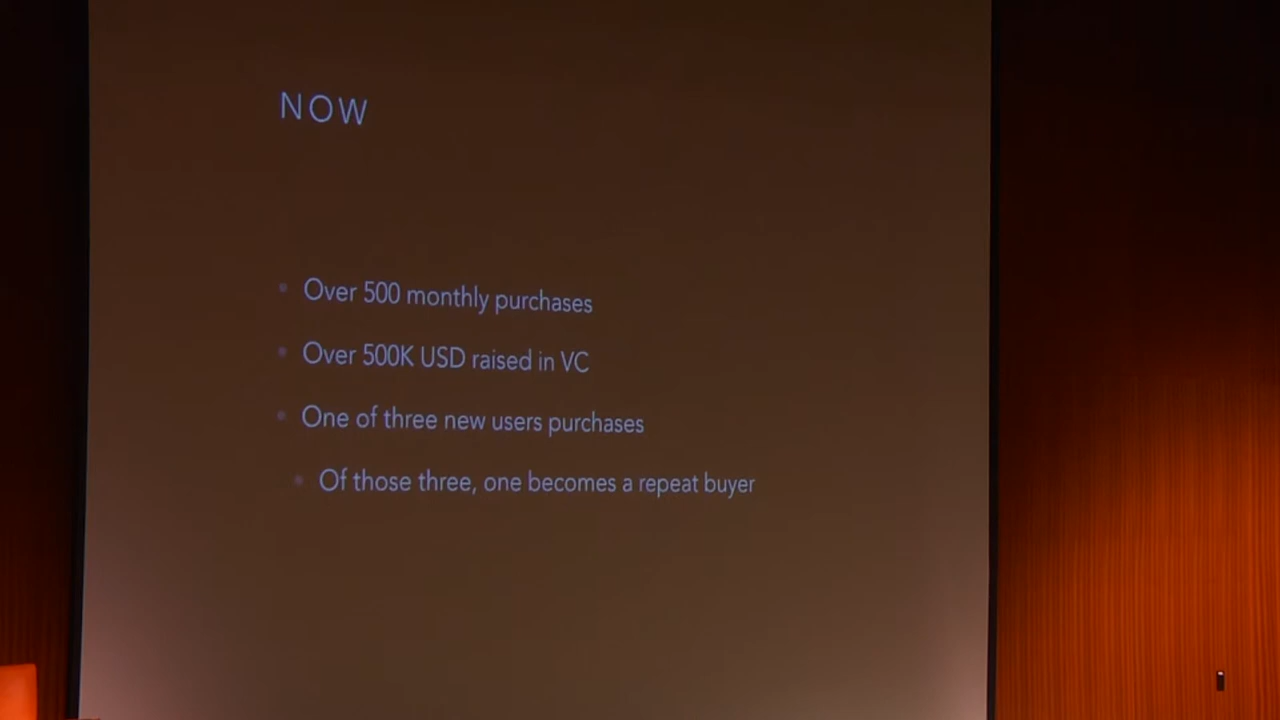 NOW
• Over 500 monthly purchases
• Over 500K USD raised in VC
• One of three new users purchases
• Of those three, one becomes a repeat buyer